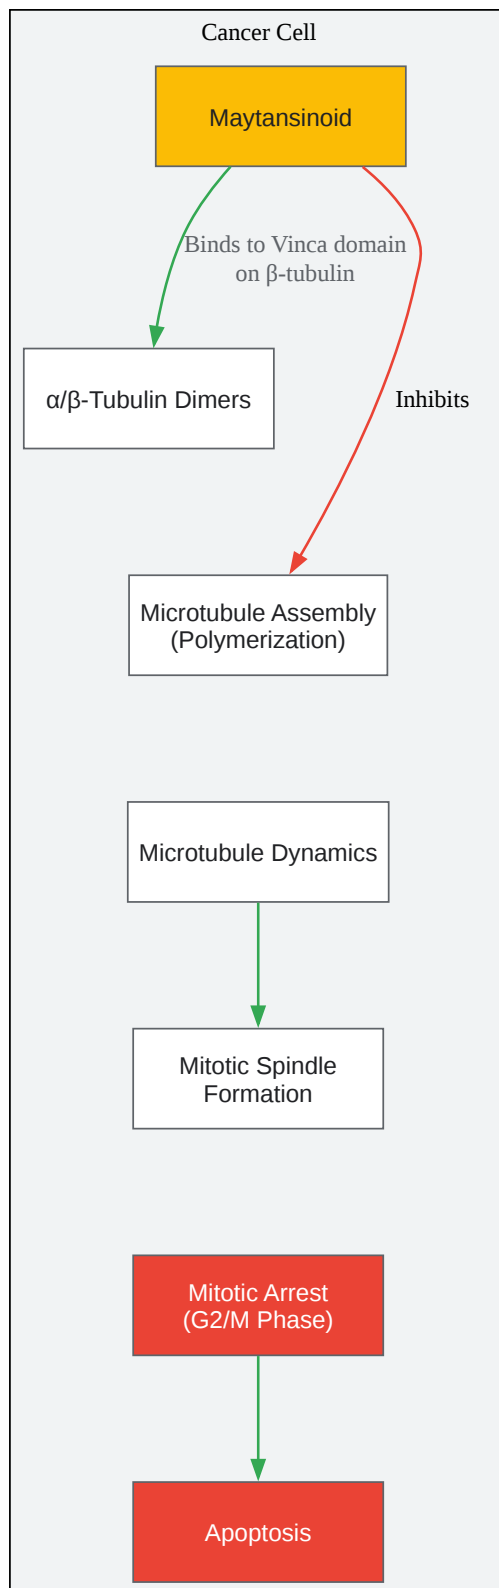 Cancer Cell
Maytansinoid
Binds to Vinca domain
on β-tubulin
α/β-Tubulin Dimers
Inhibits
Microtubule Assembly
(Polymerization)
Microtubule Dynamics
Mitotic Spindle
Formation
Mitotic Arrest
(G2/M Phase)
Apoptosis